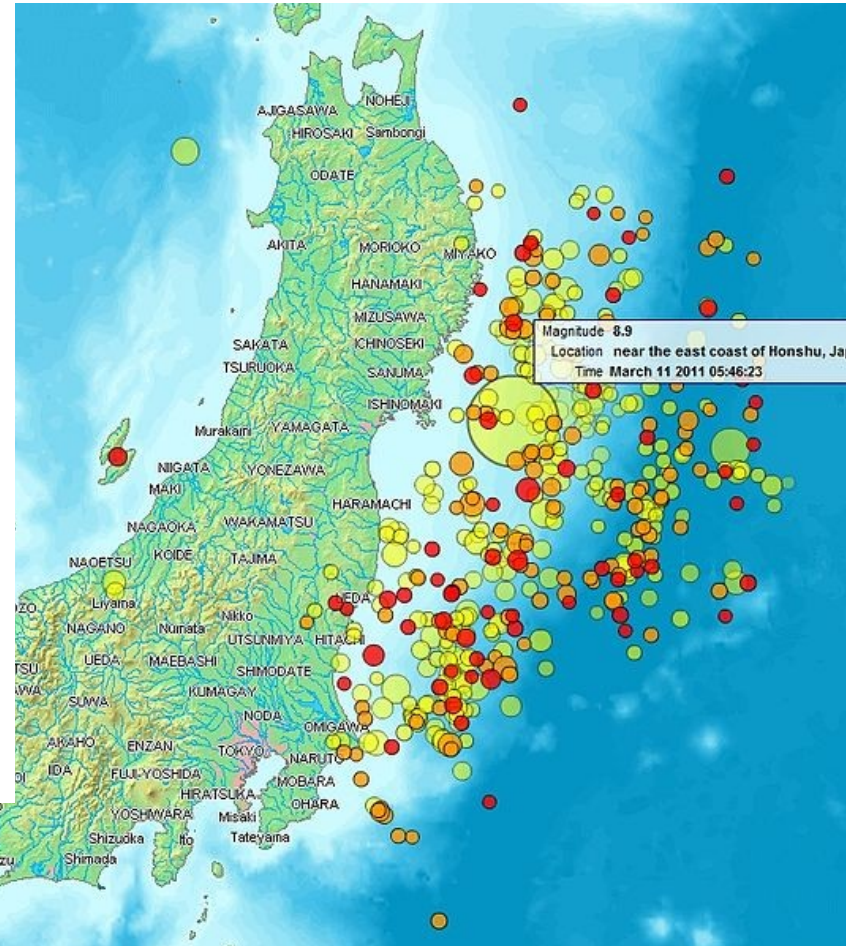 NOHEJI
AJIGASAWA
HIROSAKI Sambongi
ODATE
AKITA MORIOKO MIYAKO
HANAMAKI
MIZUSAWA
Magnitude 8.9
SAKATA ICHINOSEKI
Location near the east coast of Honshu, Ja
TSURUOKA SANUMA
Time March 11 2011 05:46:23
ISHINOMAKI
Murakami YAMAGATA
NIIGATA YONEZAWA
MAKI
HARAMACHI
NAGAOKA WAKAMATSU
NAOETSU KOIDE TAJIMA
Liyama
Nikko
NAGANO Numata
UTSUNMIYA HITACHI
UEDA MAEBASHI
SHIMODATE
SUWA KUMAGAY
NODA
OMIGAWA
AKAHO ENZAN TOKYO
NARUTO
IDA FUJI-YOSHIDA
MOBARA
HIRATSUKA
OHARA
YOSHIWARA Misaki
Shizuoka Ito Tateyama
Shimada